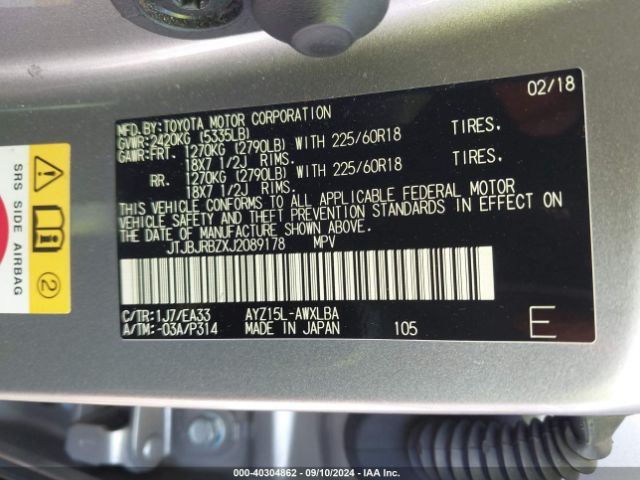 02/18
MFD.BY:TOYOTA MOTOR CORPORATION
GVWR:2420KG (5335LB)
GAWR:FRT. 1270KG (2790LB) WITH 225/60R18 TIRES.
18X7 1/2J RIMS.
RR. 1270KG (2790LB) WITH 225/60R18 TIRES.
18X7 1/2J RIMS.
THIS VEHICLE CONFORMS TO ALL APPLICABLE FEDERAL MOTOR
VEHICLE SAFETY AND THEFT PREVENTION STANDARDS IN EFFECT ON
THE DATE OF MANUFACTURE SHOWN ABOVE.
JTJBJRBZXJ2089178 MPV
C/TR:1J7/EA33 AYZ15L-AWXLBA
A/TM:-03A/P314 MADE IN JAPAN 105 E
SRS SIDE AIRBAG
2
000-40304862 - 09/10/2024 - IAA Inc.